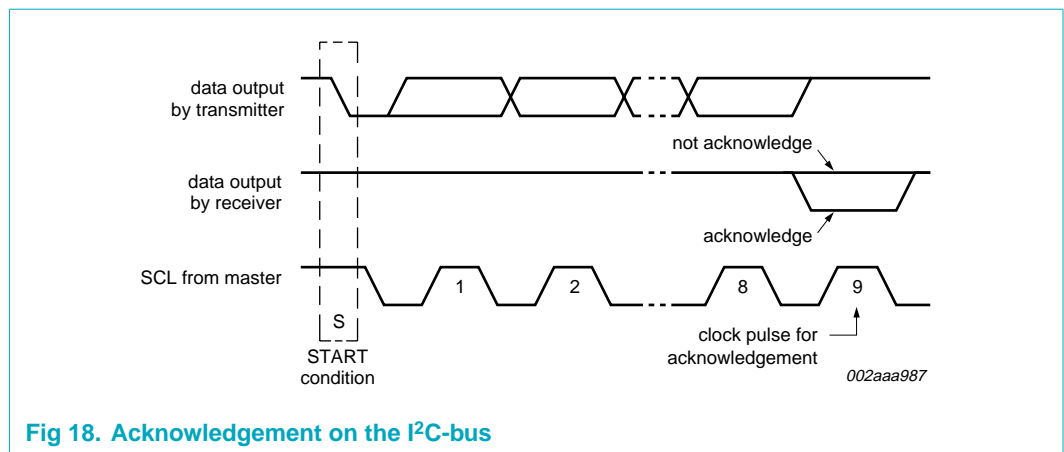 data output
by transmitter
not acknowledge
data output
by receiver
acknowledge
SCL from master
1
2
8
9
S
START
condition
clock pulse for
acknowledgement
002aaa987
Fig 18. Acknowledgement on the I²C-bus